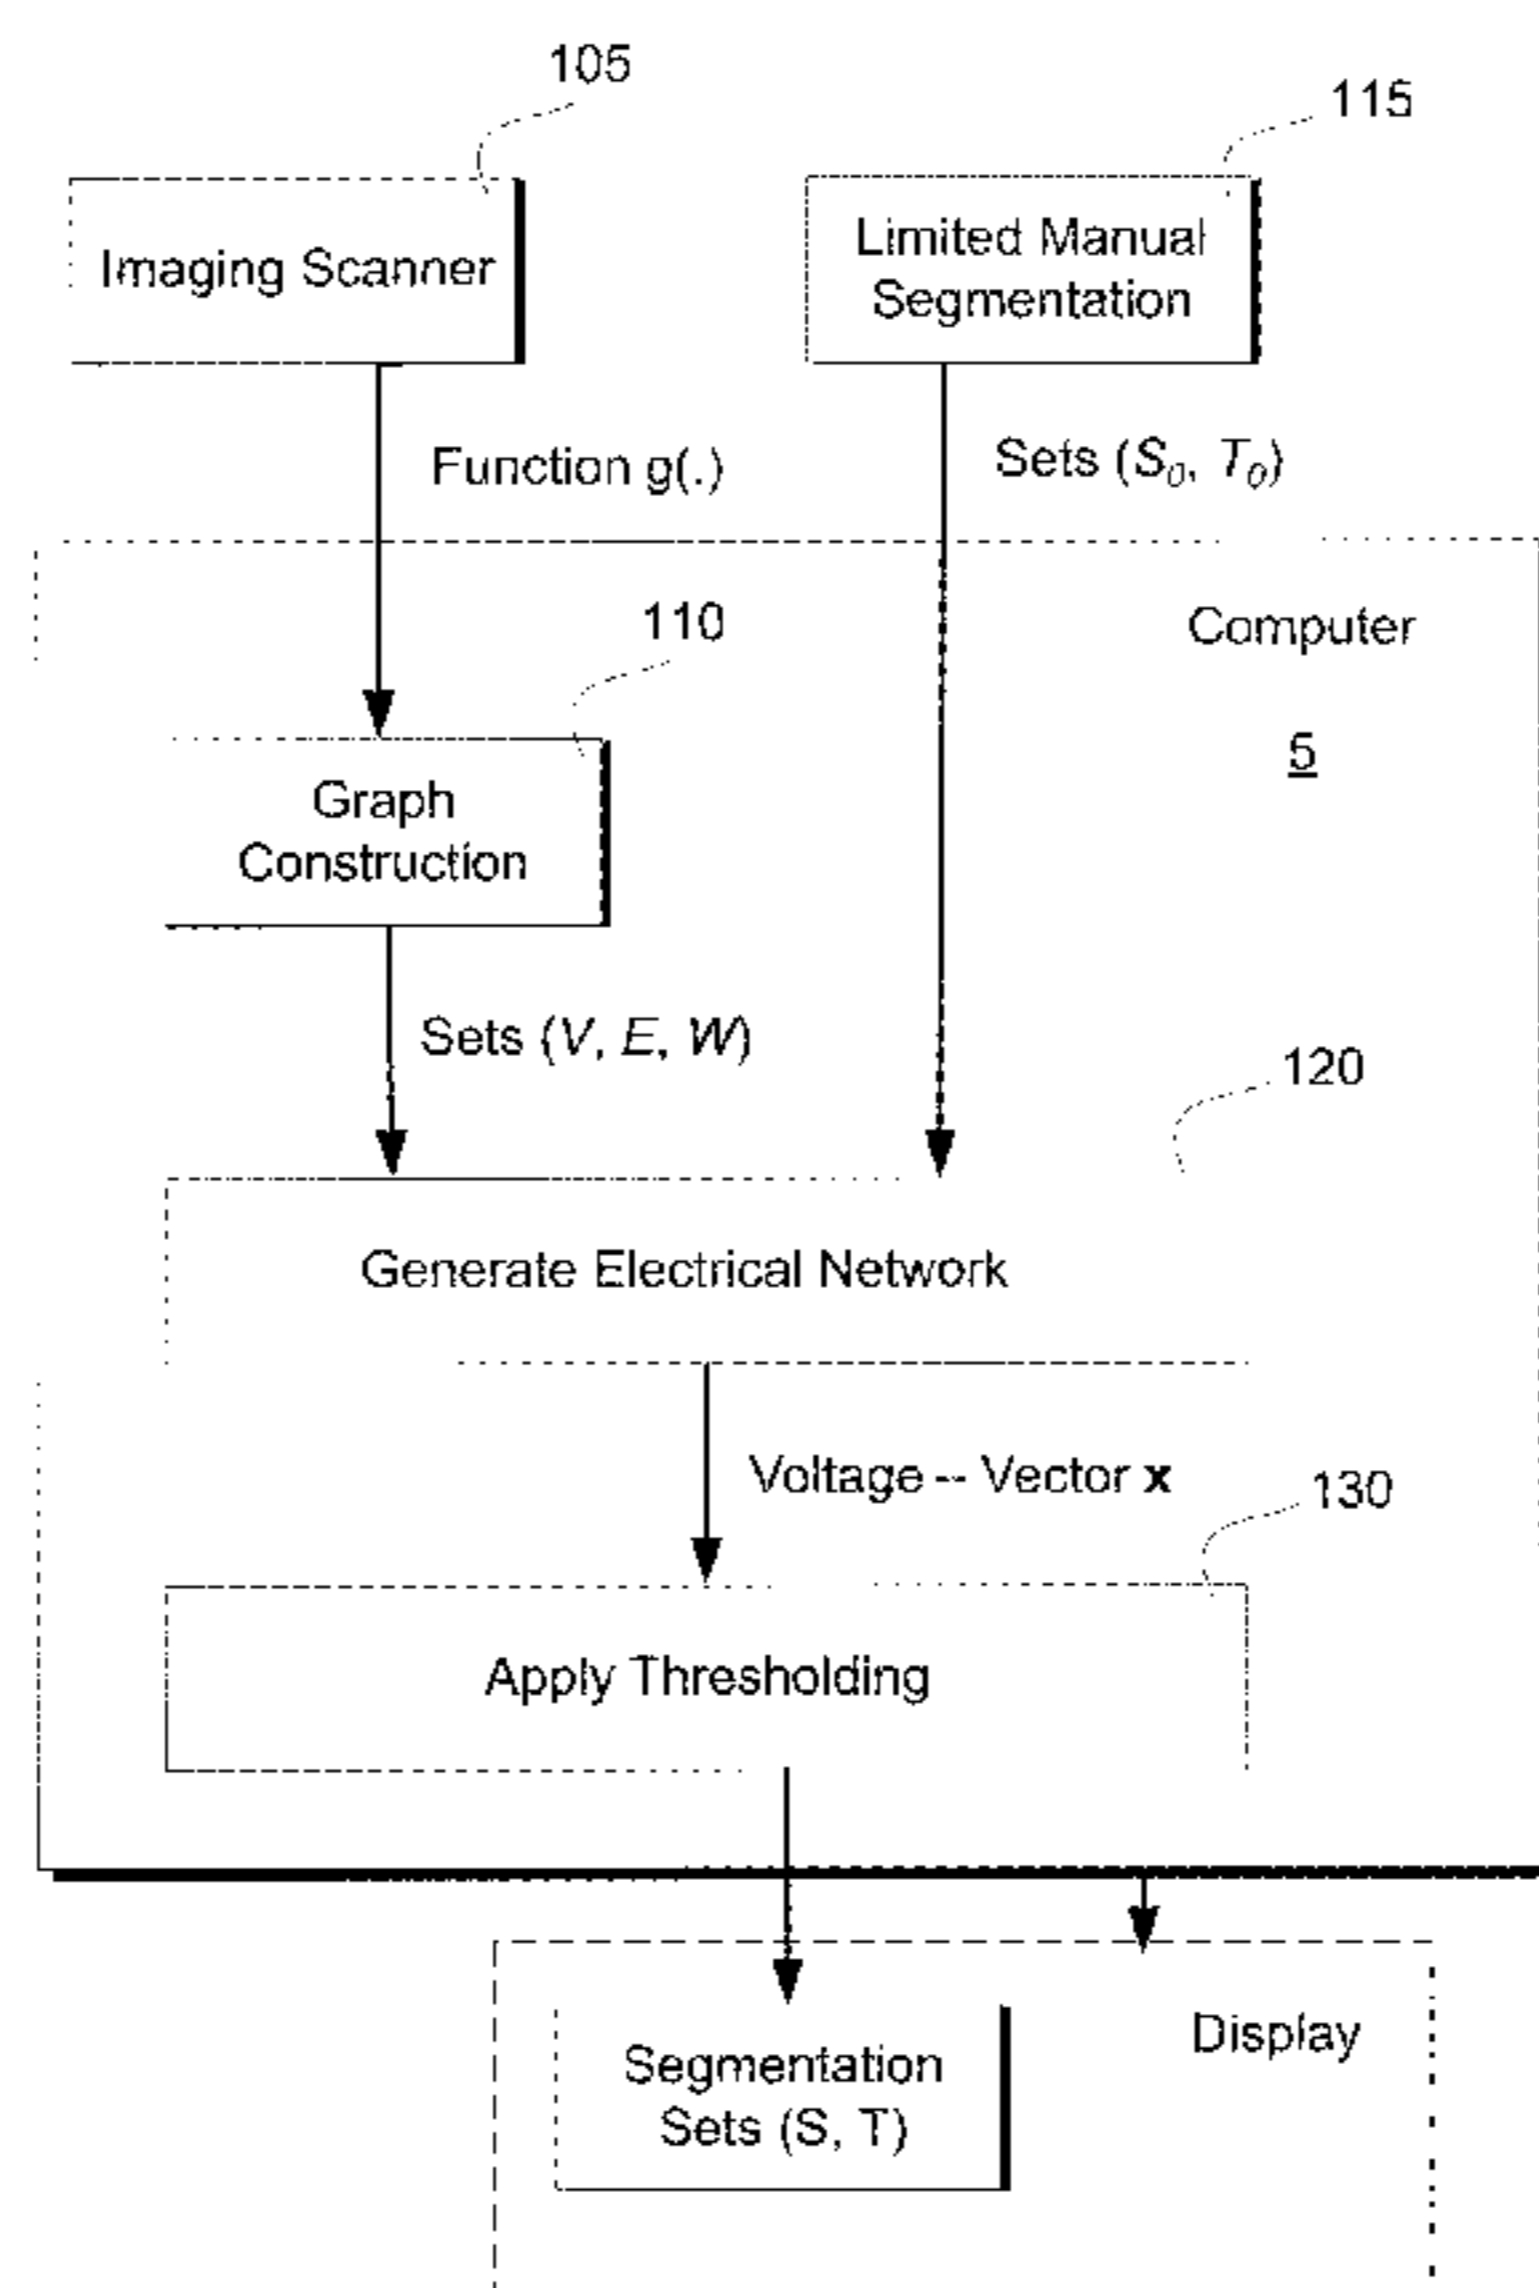 105
115
Imaging Scanner
Limited Manual
Segmentation
Function g(.)
Sets (S₀, T₀)
Computer
5
110
Graph
Construction
Sets (V, E, W)
120
Generate Electrical Network
Voltage -- Vector x
130
Apply Thresholding
Display
Segmentation
Sets (S, T)